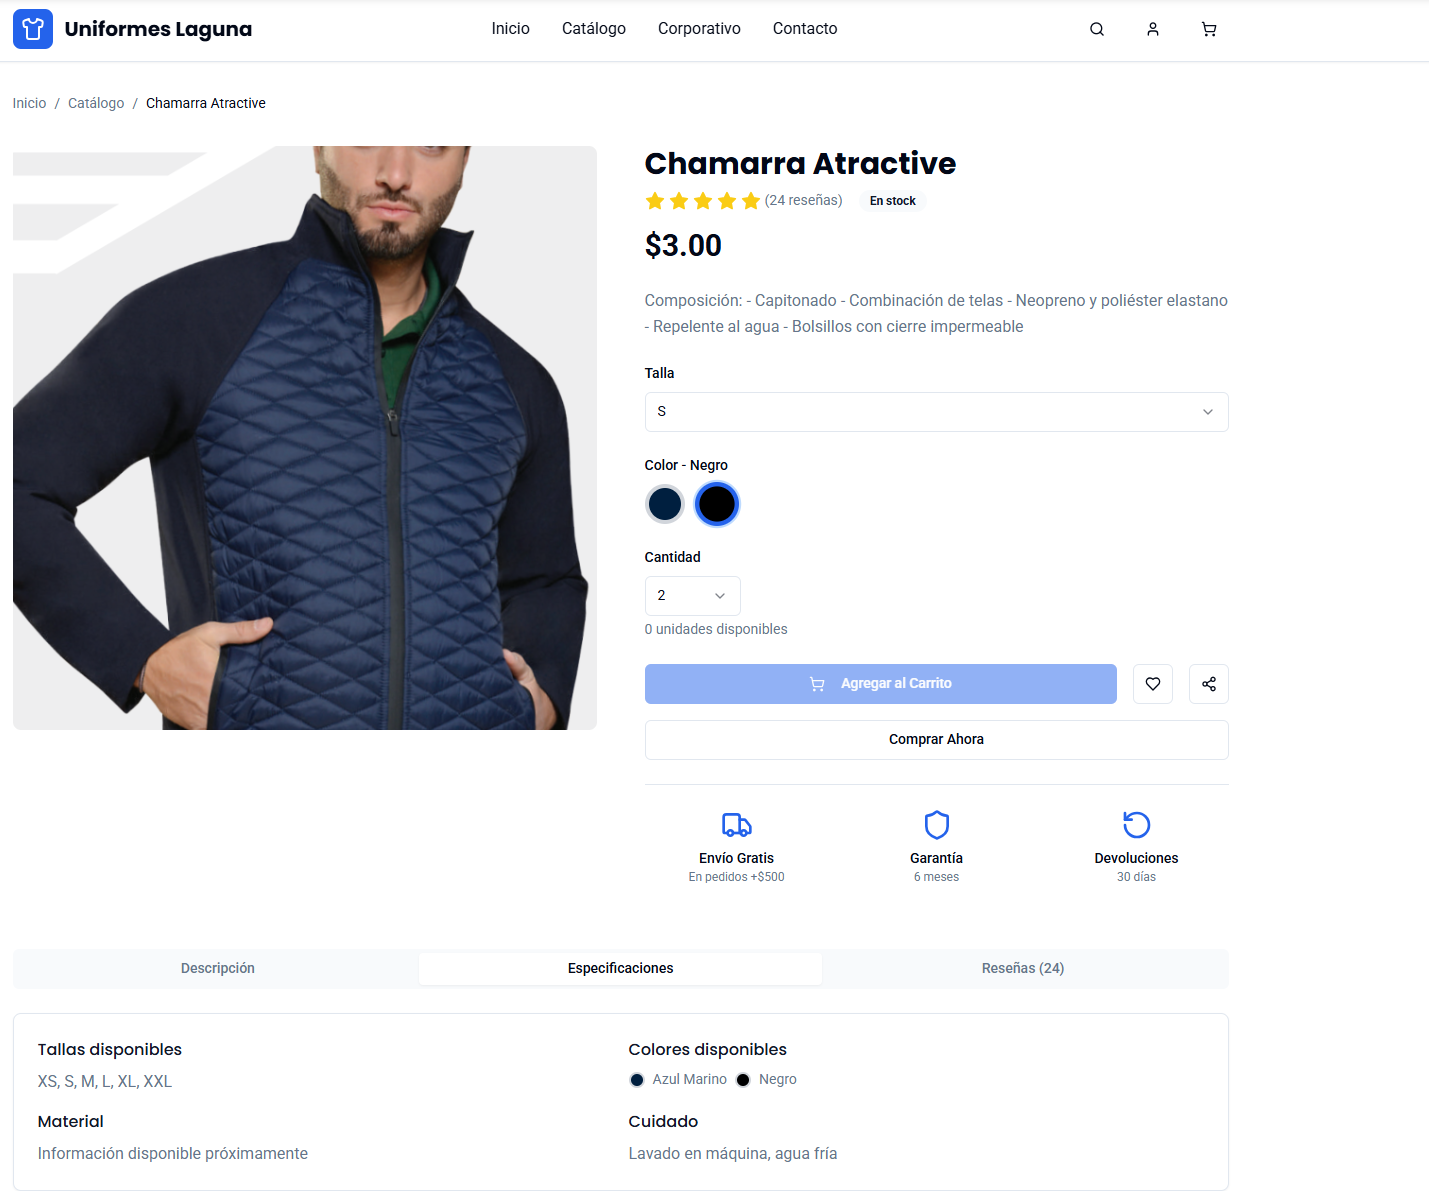 Uniformes Laguna
Inicio
Catálogo
Corporativo
Contacto
Inicio / Catálogo / Chamarra Atractive
Chamarra Atractive
(24 reseñas)
En stock
$3.00
Composición: - Capitonado - Combinación de telas - Neopreno y poliéster elastano
- Repelente al agua - Bolsillos con cierre impermeable
Talla
S
Color - Negro
Cantidad
2
0 unidades disponibles
Agregar al Carrito
Comprar Ahora
Envío Gratis
En pedidos +$500
Garantía
6 meses
Devoluciones
30 días
Descripción
Especificaciones
Reseñas (24)
Tallas disponibles
XS, S, M, L, XL, XXL
Colores disponibles
Azul Marino
Negro
Material
Información disponible próximamente
Cuidado
Lavado en máquina, agua fría